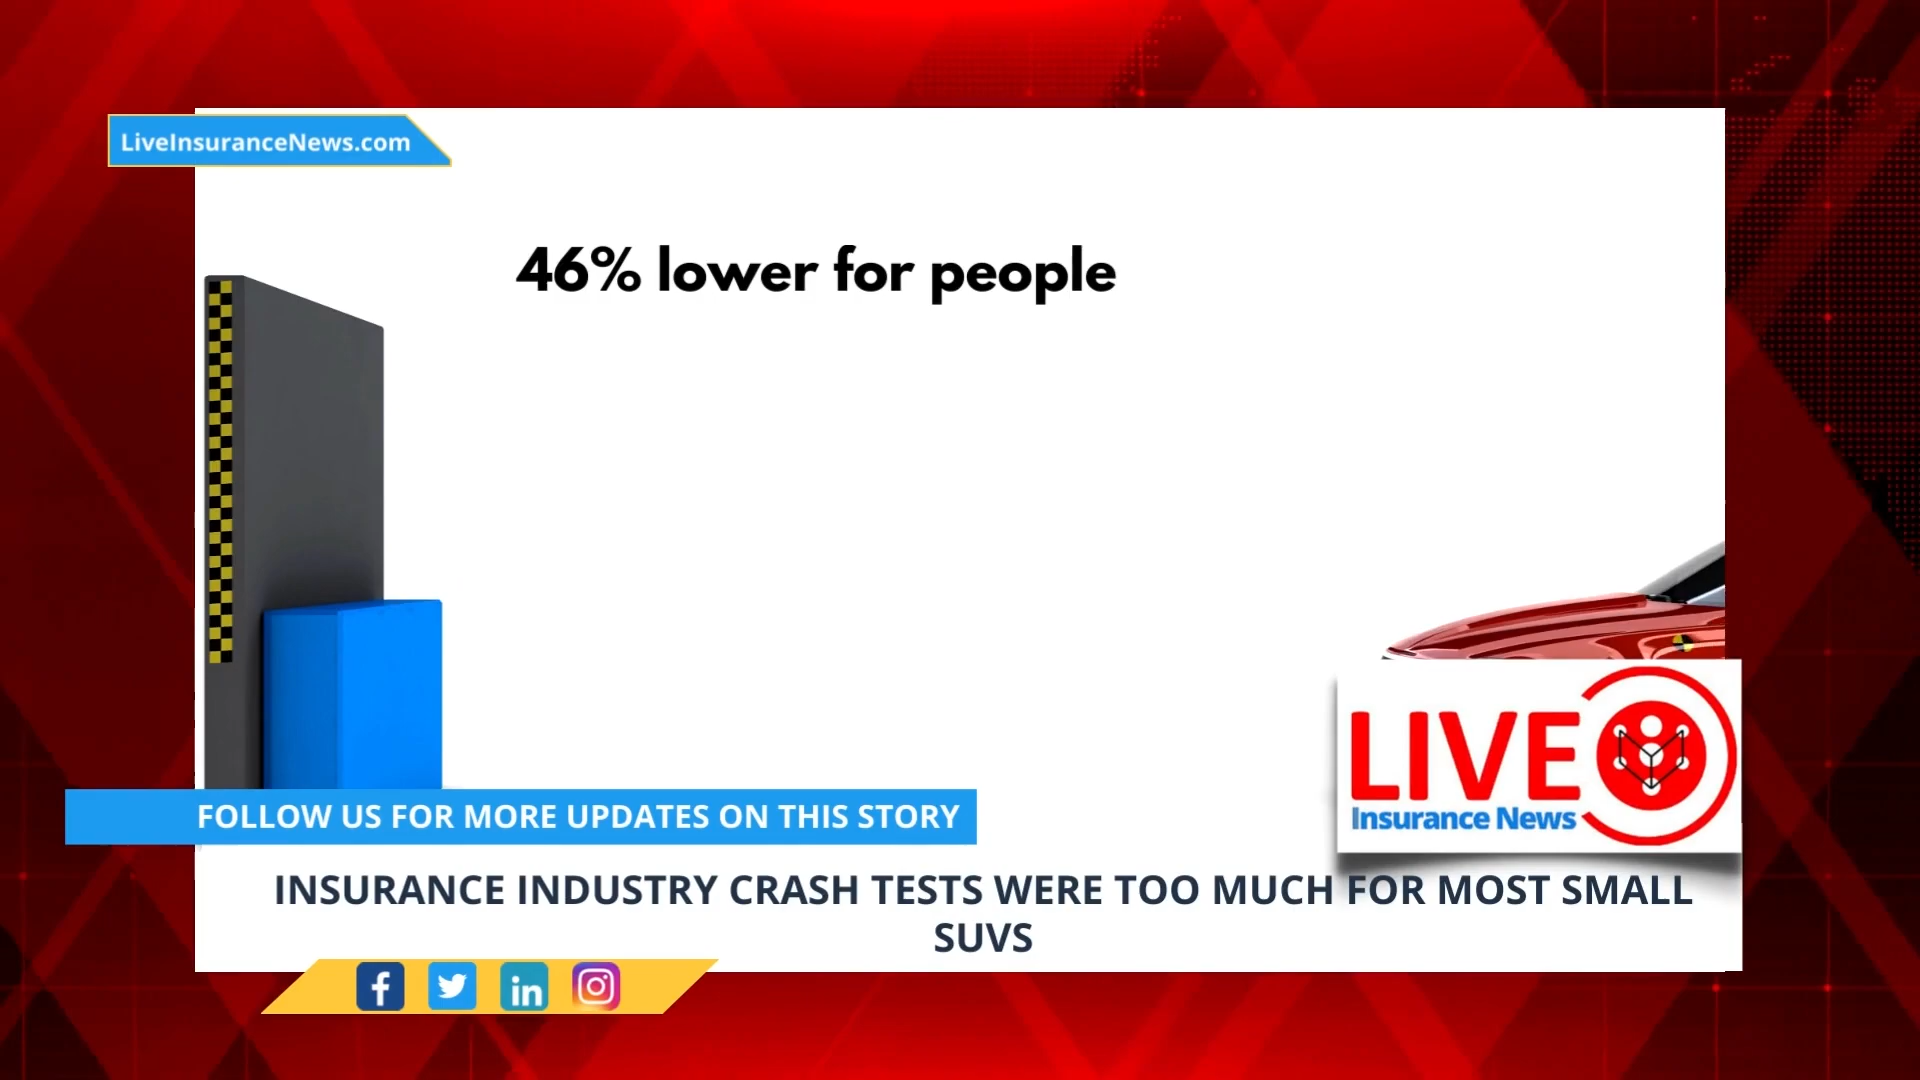 LiveInsuranceNews.com
46% lower for people
LIVE
Insurance News
FOLLOW US FOR MORE UPDATES ON THIS STORY
INSURANCE INDUSTRY CRASH TESTS WERE TOO MUCH FOR MOST SMALL
SUVS